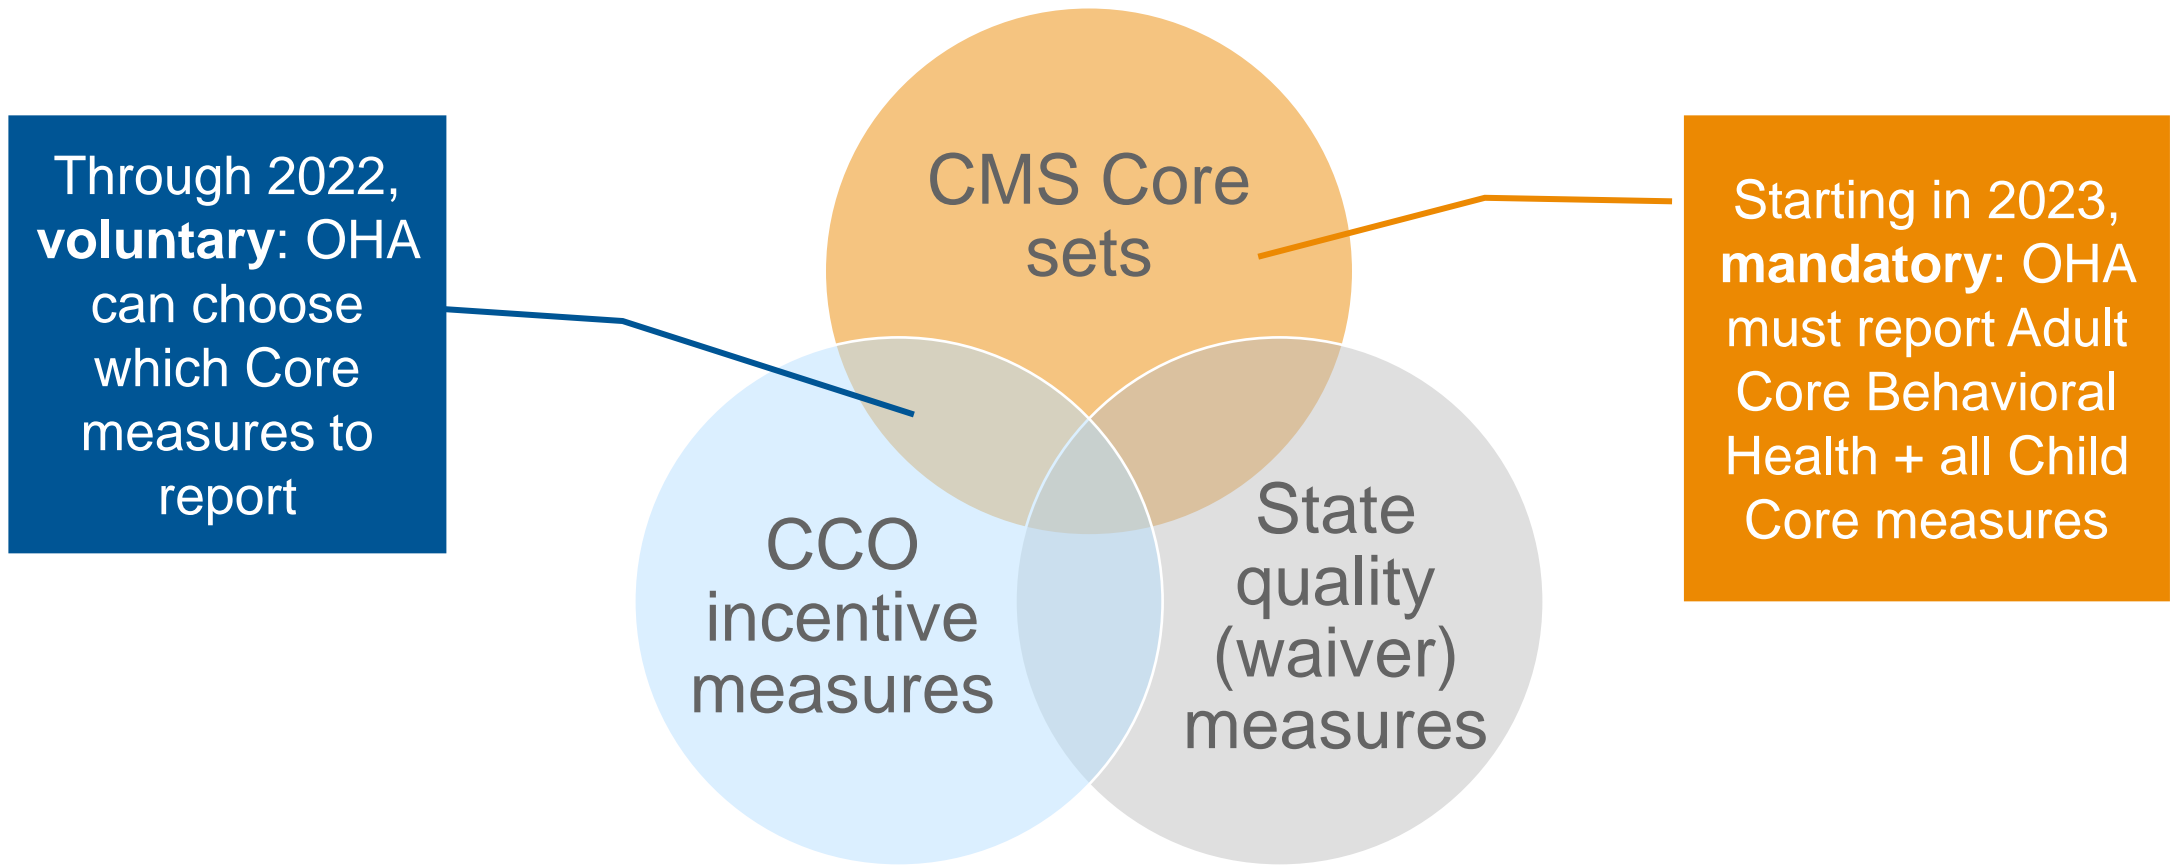 Through 2022,
voluntary: OHA
can choose
which Core
measures to
report
CMS Core
sets
Starting in 2023,
mandatory: OHA
must report Adult
Core Behavioral
Health + all Child
Core measures
CCO
incentive
measures
State
quality
(waiver)
measures